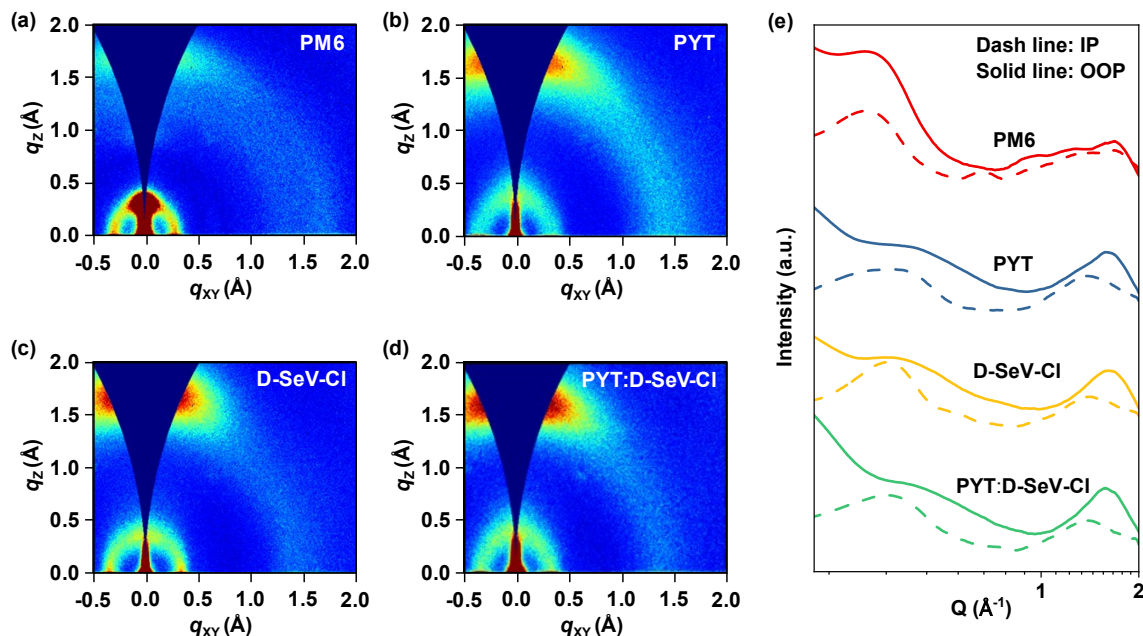 (a)
PM6
2.0
1.5
1.0
0.5
0.0
qZ (Å)
-0.5 0.0 0.5 1.0 1.5 2.0
qXY (Å)
(b)
PYT
2.0
1.5
1.0
0.5
0.0
qZ (Å)
-0.5 0.0 0.5 1.0 1.5 2.0
qXY (Å)
(c)
D-SeV-Cl
2.0
1.5
1.0
0.5
0.0
qZ (Å)
-0.5 0.0 0.5 1.0 1.5 2.0
qXY (Å)
(d)
PYT:D-SeV-Cl
2.0
1.5
1.0
0.5
0.0
qZ (Å)
-0.5 0.0 0.5 1.0 1.5 2.0
qXY (Å)
(e)
Dash line: IP
Solid line: OOP
PM6
PYT
D-SeV-Cl
PYT:D-SeV-Cl
Intensity (a.u.)
1 2
Q (Å⁻¹)